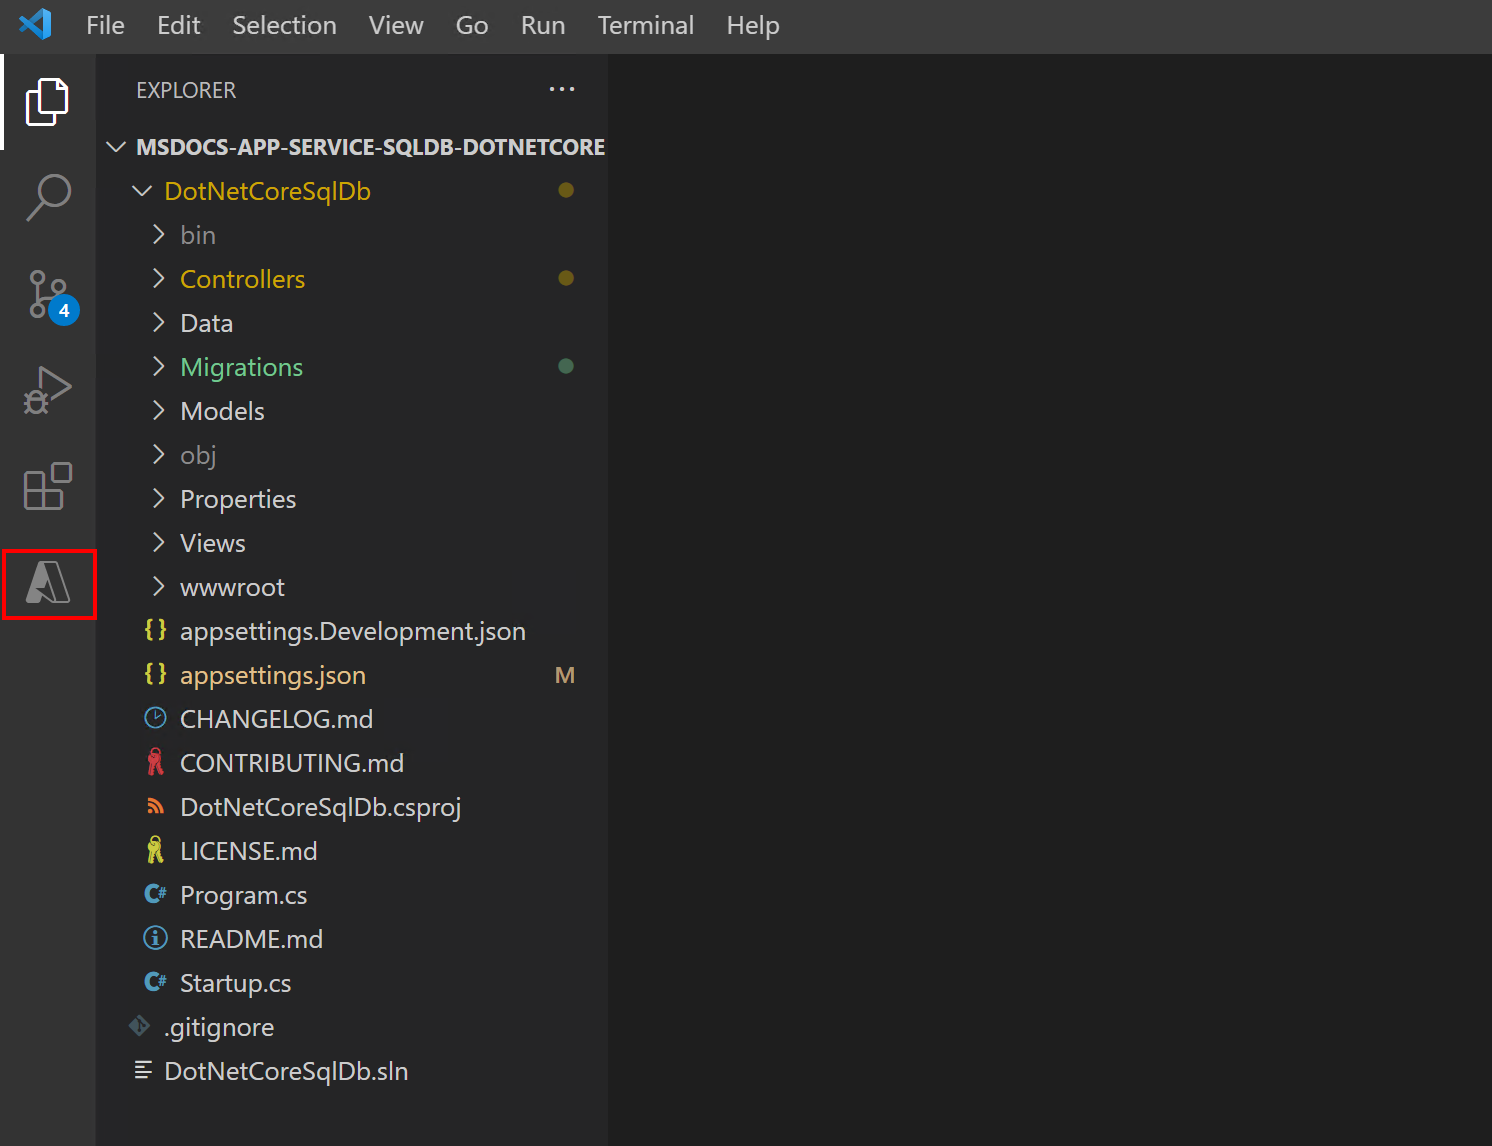 File Edit Selection View Go Run Terminal Help
EXPLORER ···
MSDOCS-APP-SERVICE-SQLDB-DOTNETCORE
DotNetCoreSqlDb
bin
Controllers
Data
4
Migrations
Models
obj
Properties
Views
wwwroot
{} appsettings.Development.json
{} appsettings.json M
CHANGELOG.md
CONTRIBUTING.md
DotNetCoreSqlDb.csproj
LICENSE.md
C# Program.cs
README.md
C# Startup.cs
.gitignore
DotNetCoreSqlDb.sln